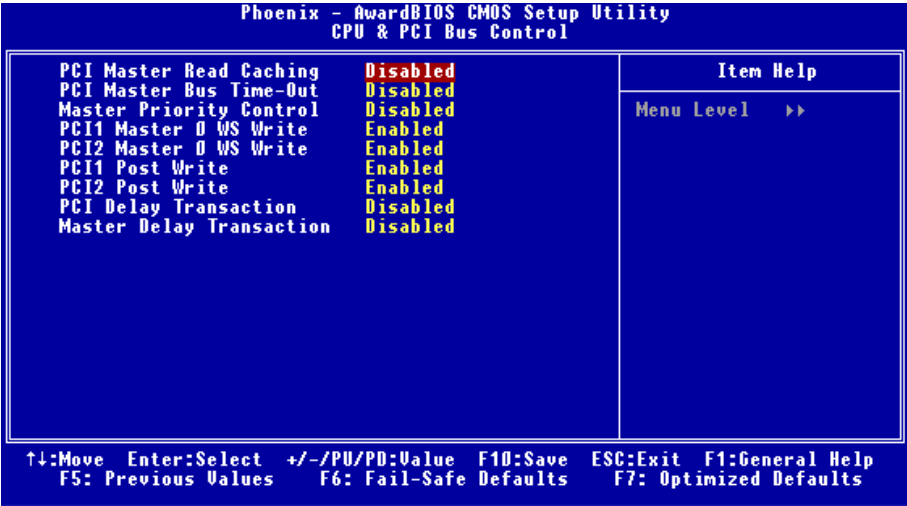 Phoenix - AwardBIOS CMOS Setup Utility
CPU & PCI Bus Control
PCI Master Read Caching Disabled
PCI Master Bus Time-Out Disabled
Master Priority Control Disabled
PCI1 Master 0 WS Write Enabled
PCI2 Master 0 WS Write Enabled
PCI1 Post Write Enabled
PCI2 Post Write Enabled
PCI Delay Transaction Disabled
Master Delay Transaction Disabled
Item Help
Menu Level ▸▸
↑↓:Move Enter:Select +/-/PU/PD:Value F10:Save ESC:Exit F1:General Help
F5: Previous Values F6: Fail-Safe Defaults F7: Optimized Defaults